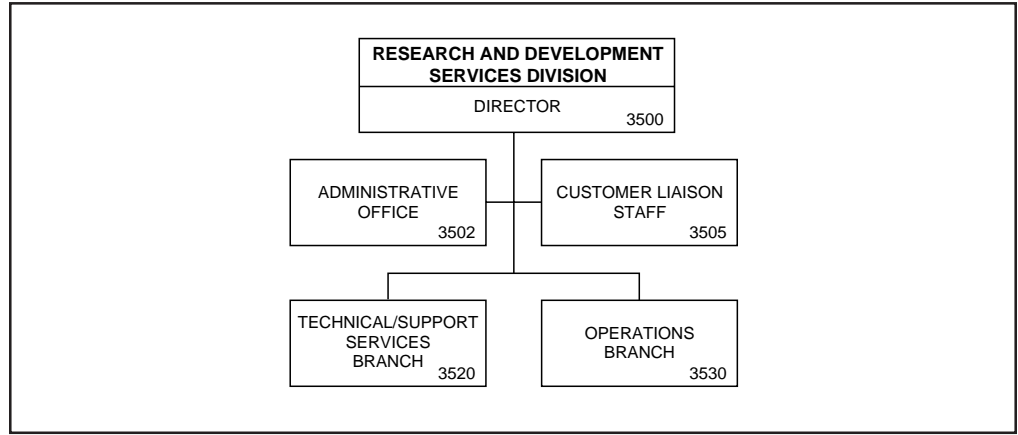 RESEARCH AND DEVELOPMENT
SERVICES DIVISION
DIRECTOR
3500
ADMINISTRATIVE
OFFICE
3502
CUSTOMER LIAISON
STAFF
3505
TECHNICAL/SUPPORT
SERVICES
BRANCH
3520
OPERATIONS
BRANCH
3530